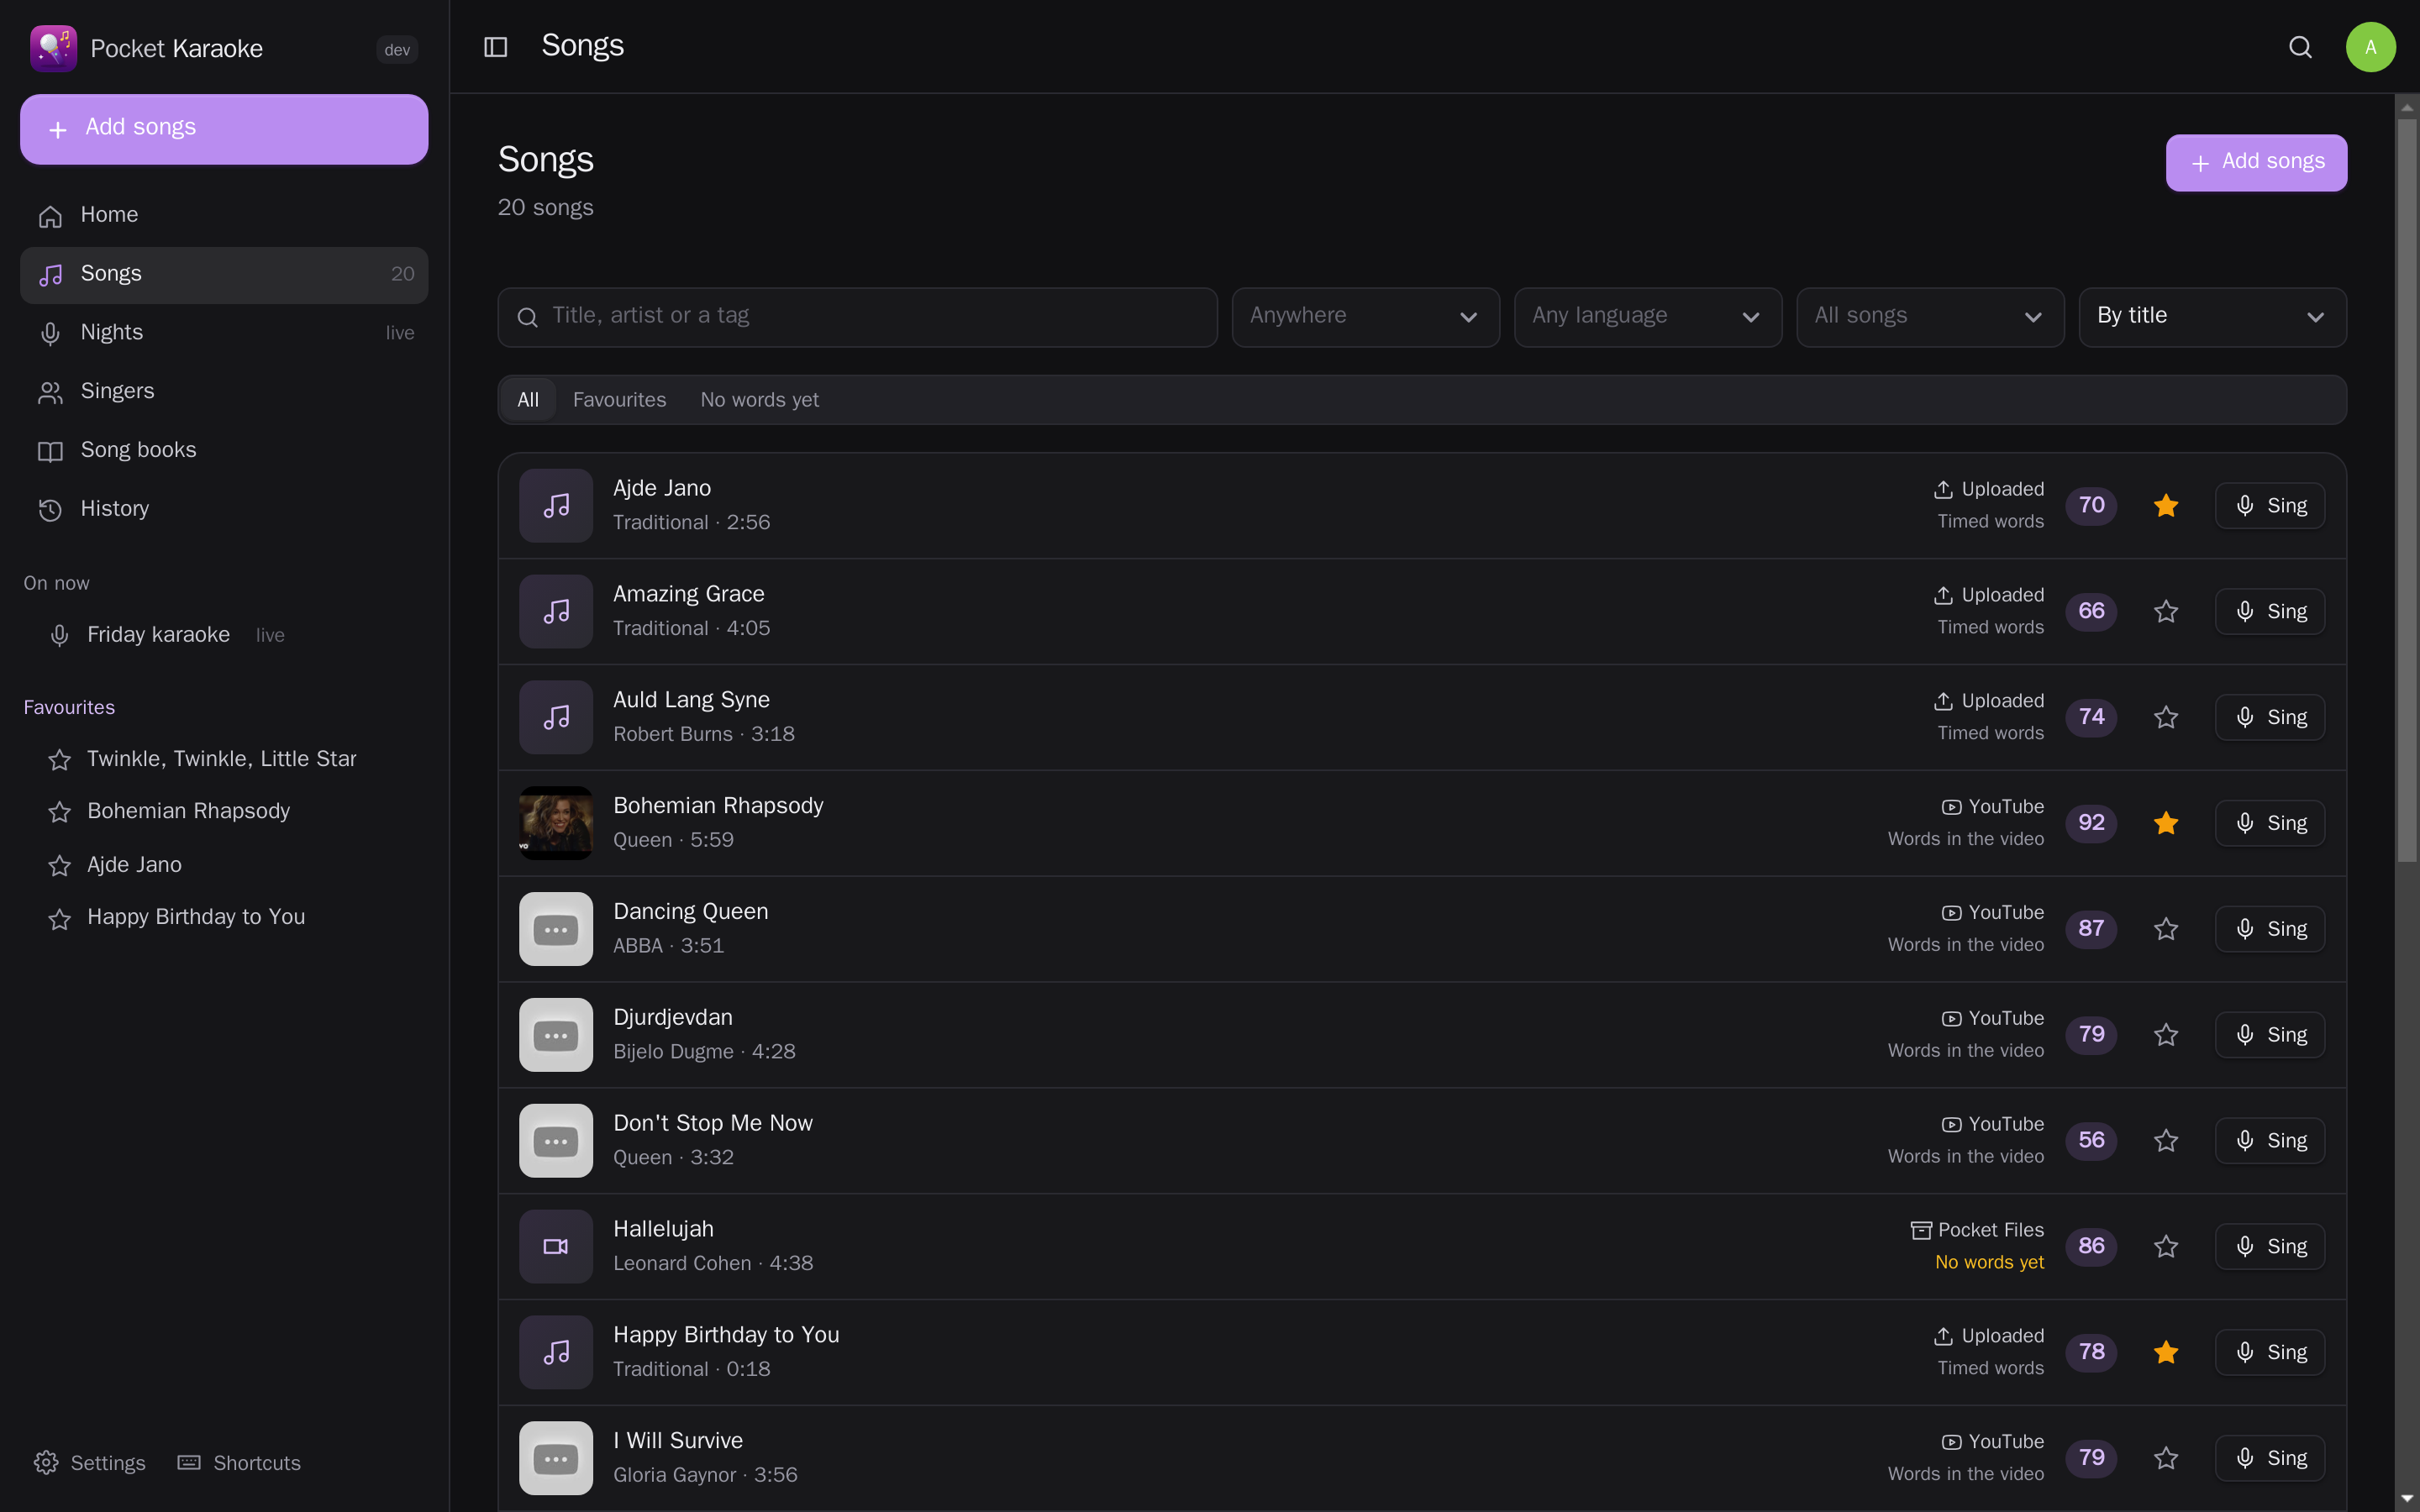 Pocket Karaoke
dev
Add songs
Home
Songs 20
Nights live
Singers
Song books
History
On now
Friday karaoke live
Favourites
Twinkle, Twinkle, Little Star
Bohemian Rhapsody
Ajde Jano
Happy Birthday to You
Settings
Shortcuts
Songs
A
Songs
20 songs
Add songs
Title, artist or a tag
Anywhere
Any language
All songs
By title
All
Favourites
No words yet
Ajde Jano
Traditional · 2:56
Uploaded
Timed words
70
Sing
Amazing Grace
Traditional · 4:05
Uploaded
Timed words
66
Sing
Auld Lang Syne
Robert Burns · 3:18
Uploaded
Timed words
74
Sing
Bohemian Rhapsody
Queen · 5:59
YouTube
Words in the video
92
Sing
Dancing Queen
ABBA · 3:51
YouTube
Words in the video
87
Sing
Djurdjevdan
Bijelo Dugme · 4:28
YouTube
Words in the video
79
Sing
Don't Stop Me Now
Queen · 3:32
YouTube
Words in the video
56
Sing
Hallelujah
Leonard Cohen · 4:38
Pocket Files
No words yet
86
Sing
Happy Birthday to You
Traditional · 0:18
Uploaded
Timed words
78
Sing
I Will Survive
Gloria Gaynor · 3:56
YouTube
Words in the video
79
Sing